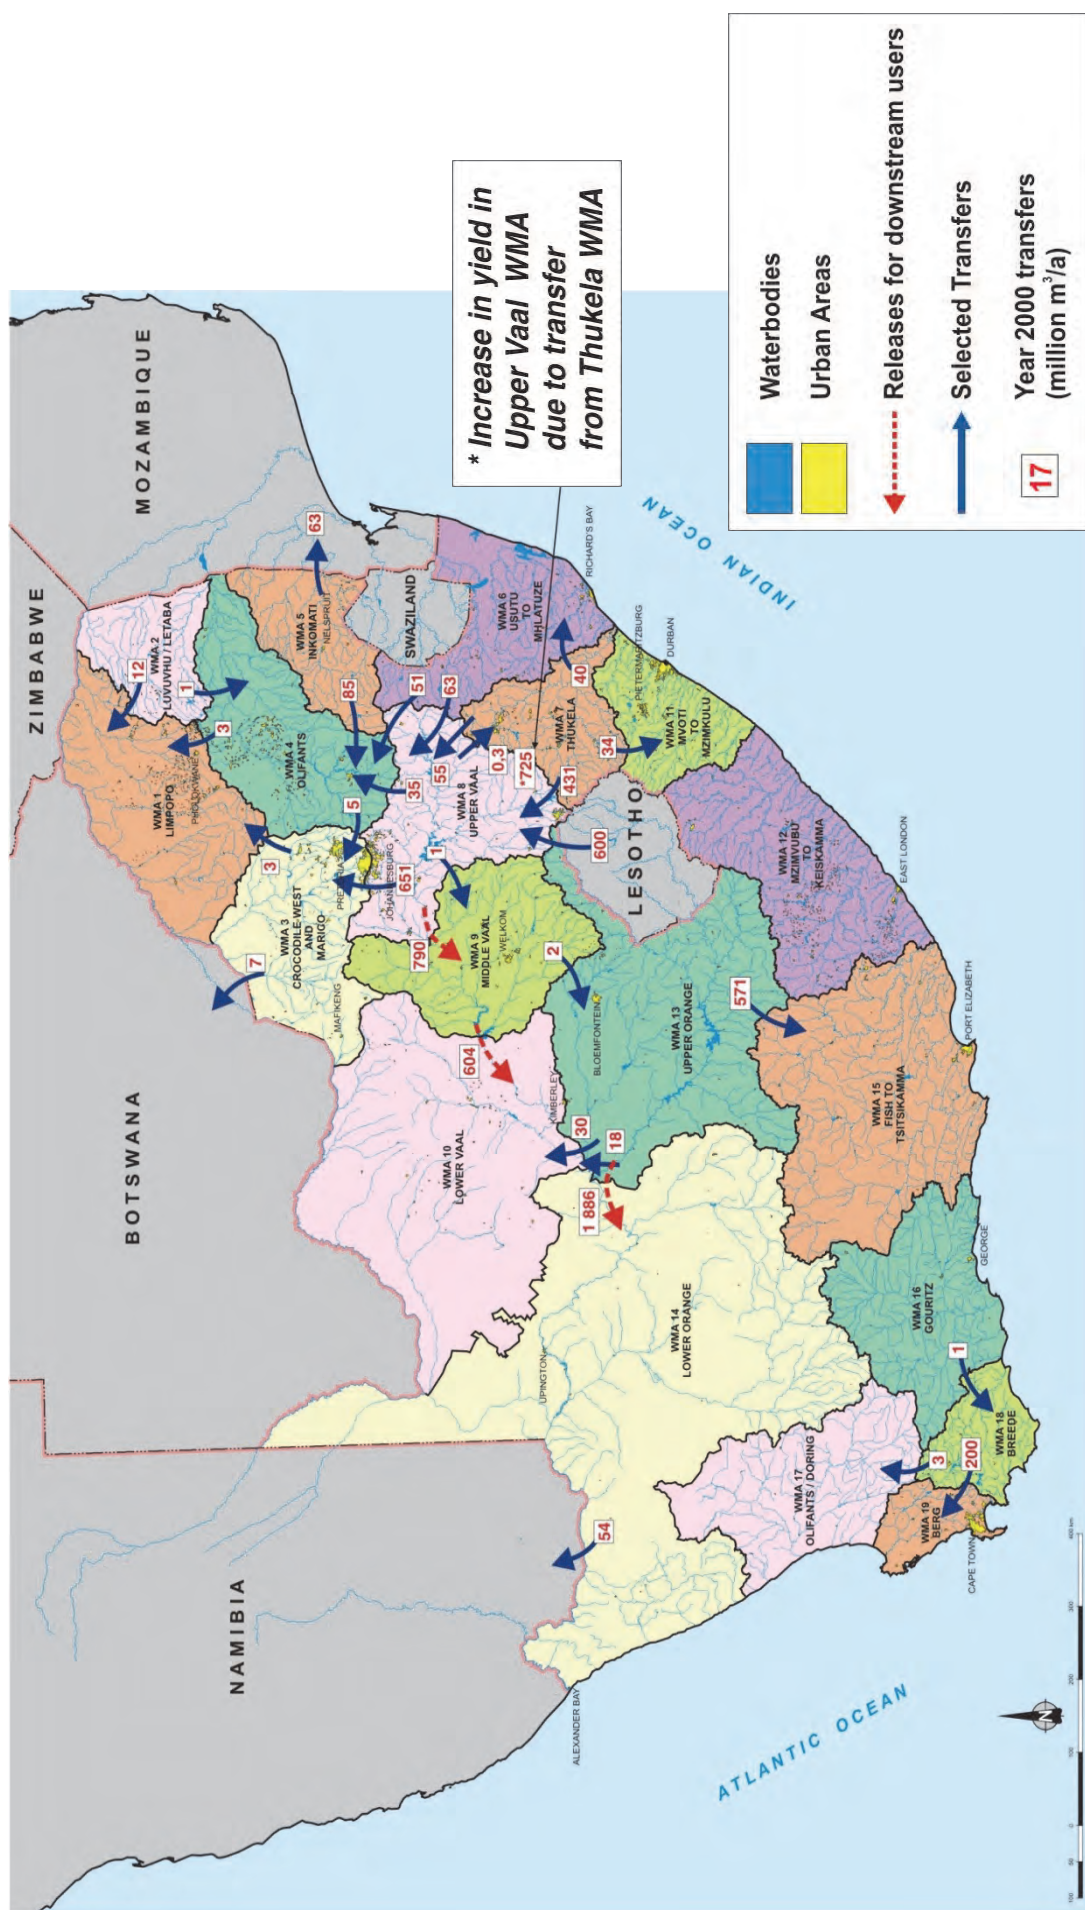 ZIMBABWE
MOZAMBIQUE
BOTSWANA
NAMIBIA
SWAZILAND
LESOTHO
ATLANTIC OCEAN
INDIAN OCEAN
WMA 1
LIMPOPO
WMA 2
LUVUVHU / LETABA
12
1
3
WMA 4
OLIFANTS
WMA 5
INKOMATI
NELSPRUIT
63
WMA 3
CROCODILE WEST
AND
MARICO
MAFIKENG
7
3
5
85
51
63
35
55
0,3
*725
431
600
651
1
JOHANNESBURG
WMA 8
UPPER VAAL
WMA 6
USUTU
TO
MHLATUZE
RICHARD'S BAY
40
WMA 7
THUKELA
34
PIETERMARITZBURG
DURBAN
WMA 11
MVOTI
TO
MZIMKULU
790
WMA 9
MIDDLE VAAL
WELKOM
2
604
WMA 10
LOWER VAAL
KIMBERLEY
BLOEMFONTEIN
30
18
1 886
WMA 13
UPPER ORANGE
571
WMA 12
MZIMVUBU
TO
KEISKAMMA
EAST LONDON
WMA 14
LOWER ORANGE
UPINGTON
54
ALEXANDER BAY
WMA 15
FISH TO
TSITSIKAMMA
PORT ELIZABETH
WMA 16
GOURITZ
GEORGE
1
WMA 17
OLIFANTS / DORING
3
200
WMA 18
BREEDE
WMA 19
BERG
CAPE TOWN
* Increase in yield in
Upper Vaal WMA
due to transfer
from Thukela WMA
Waterbodies
Urban Areas
Releases for downstream users
Selected Transfers
17
Year 2000 transfers
(million m³/a)
N
100
50
0
100
200
300
400 km